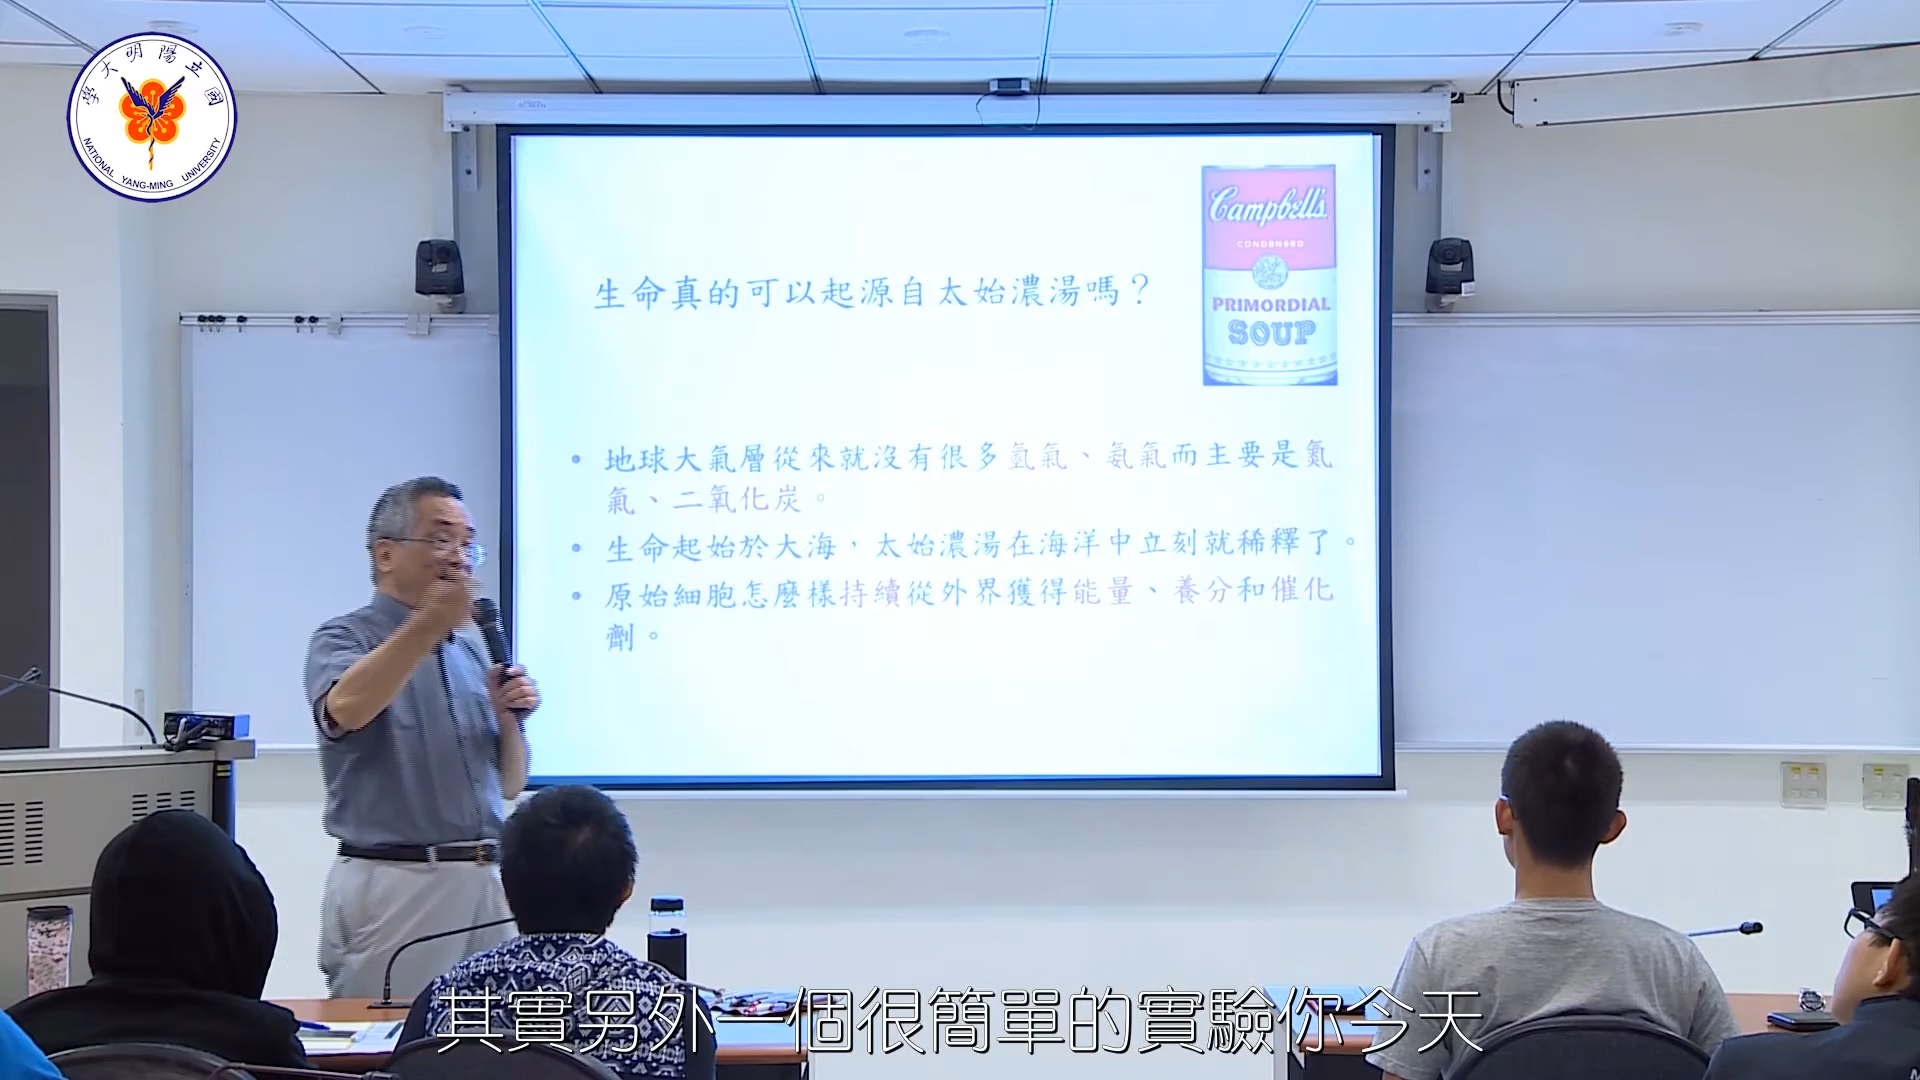 國立陽明大學
NATIONAL YANG-MING UNIVERSITY
SCREEN
Campbell's
CONDENSED
PRIMORDIAL
SOUP
生命真的可以起源自太始濃湯嗎？
• 地球大氣層從來就沒有很多氫氣、氨氣而主要是氮
氣、二氧化炭。
• 生命起始於大海，太始濃湯在海洋中立刻就稀釋了。
• 原始細胞怎麼樣持續從外界獲得能量、養分和催化
劑。
其實另外一個很簡單的實驗你今天